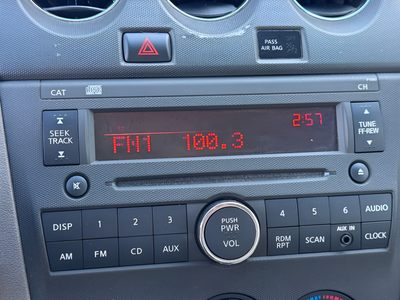 PASS
AIR BAG
CAT
CH
2:57
SEEK
TRACK
FM1 100.3
TUNE
FF·REW
DISP
1
2
3
PUSH
PWR
VOL
4
5
6
AUDIO
AM
FM
CD
AUX
RDM
RPT
SCAN
AUX IN
CLOCK